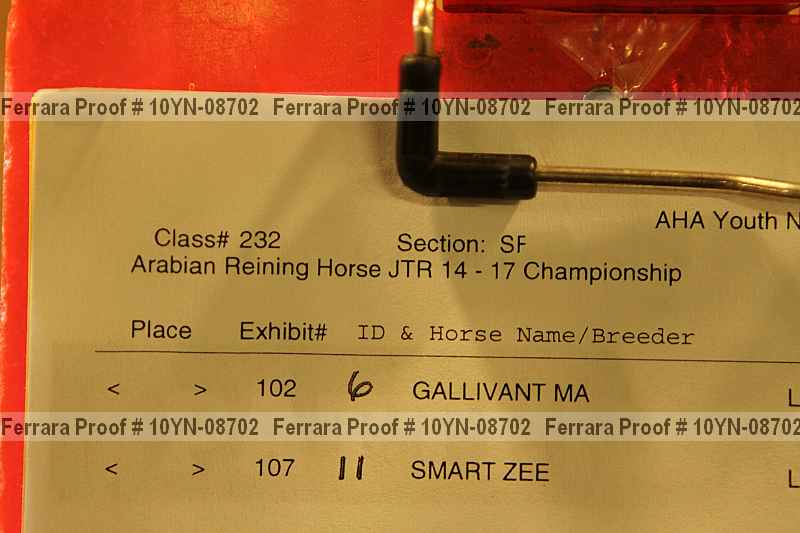 Ferrara Proof # 10YN-08702 Ferrara Proof # 10YN-08702 Ferrara Proof # 10YN-08702
AHA Youth N
Class# 232 Section: SF
Arabian Reining Horse JTR 14 - 17 Championship
Place Exhibit# ID & Horse Name/Breeder
< > 102 6 GALLIVANT MA L
Ferrara Proof # 10YN-08702 Ferrara Proof # 10YN-08702 Ferrara Proof # 10YN-08702
< > 107 11 SMART ZEE L